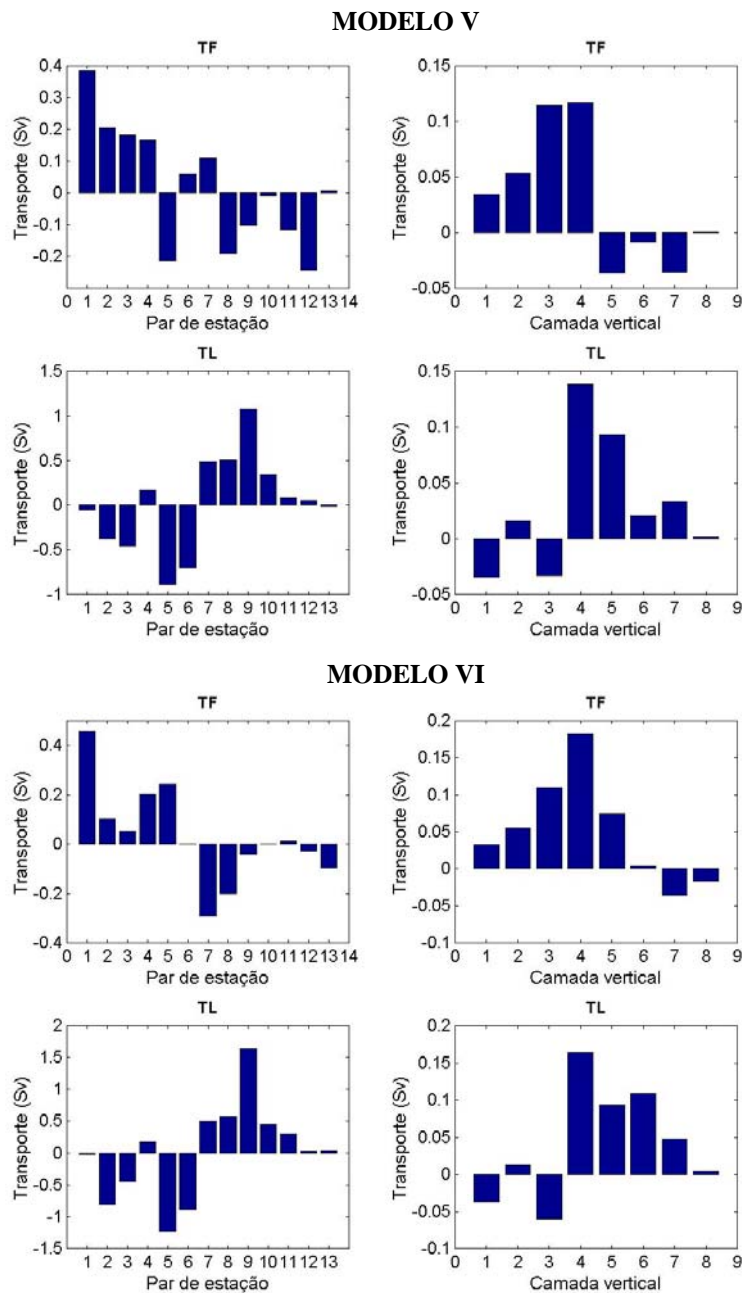 MODELO V
TF
Transporte (Sv)
0.4
0.3
0.2
0.1
0
-0.1
-0.2
0 1 2 3 4 5 6 7 8 9 10 11 12 13 14
Par de estação
TF
Transporte (Sv)
0.15
0.1
0.05
0
-0.05
0 1 2 3 4 5 6 7 8 9
Camada vertical
TL
Transporte (Sv)
1.5
1
0.5
0
-0.5
-1
1 2 3 4 5 6 7 8 9 10 11 12 13
Par de estação
TL
Transporte (Sv)
0.15
0.1
0.05
0
-0.05
0 1 2 3 4 5 6 7 8 9
Camada vertical
MODELO VI
TF
Transporte (Sv)
0.4
0.2
0
-0.2
-0.4
0 1 2 3 4 5 6 7 8 9 10 11 12 13 14
Par de estação
TF
Transporte (Sv)
0.2
0.15
0.1
0.05
0
-0.05
-0.1
0 1 2 3 4 5 6 7 8 9
Camada vertical
TL
Transporte (Sv)
2
1.5
1
0.5
0
-0.5
-1
-1.5
1 2 3 4 5 6 7 8 9 10 11 12 13
Par de estação
TL
Transporte (Sv)
0.2
0.15
0.1
0.05
0
-0.05
-0.1
0 1 2 3 4 5 6 7 8 9
Camada vertical